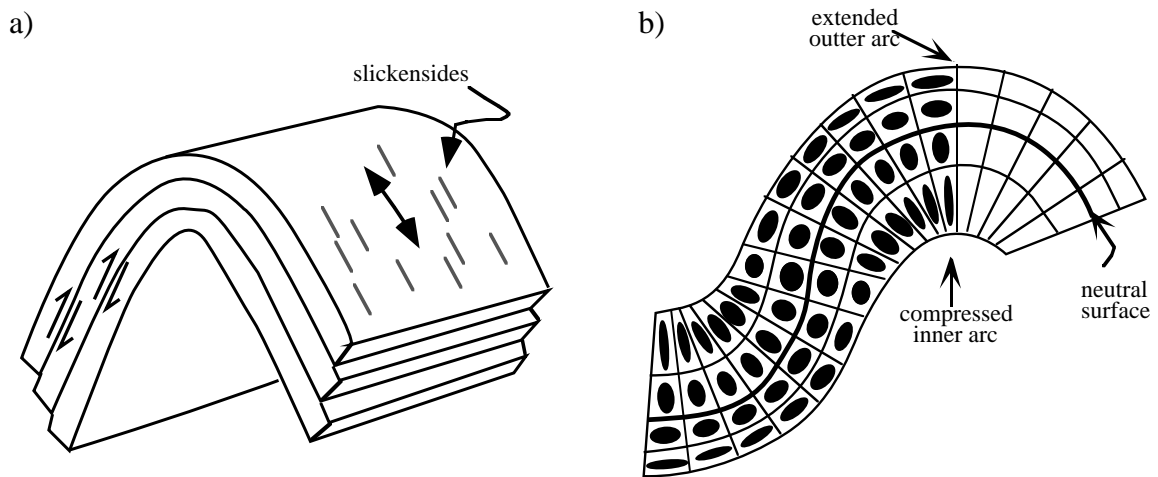 a)
slickensides
b)
extended
outter arc
compressed
inner arc
neutral
surface